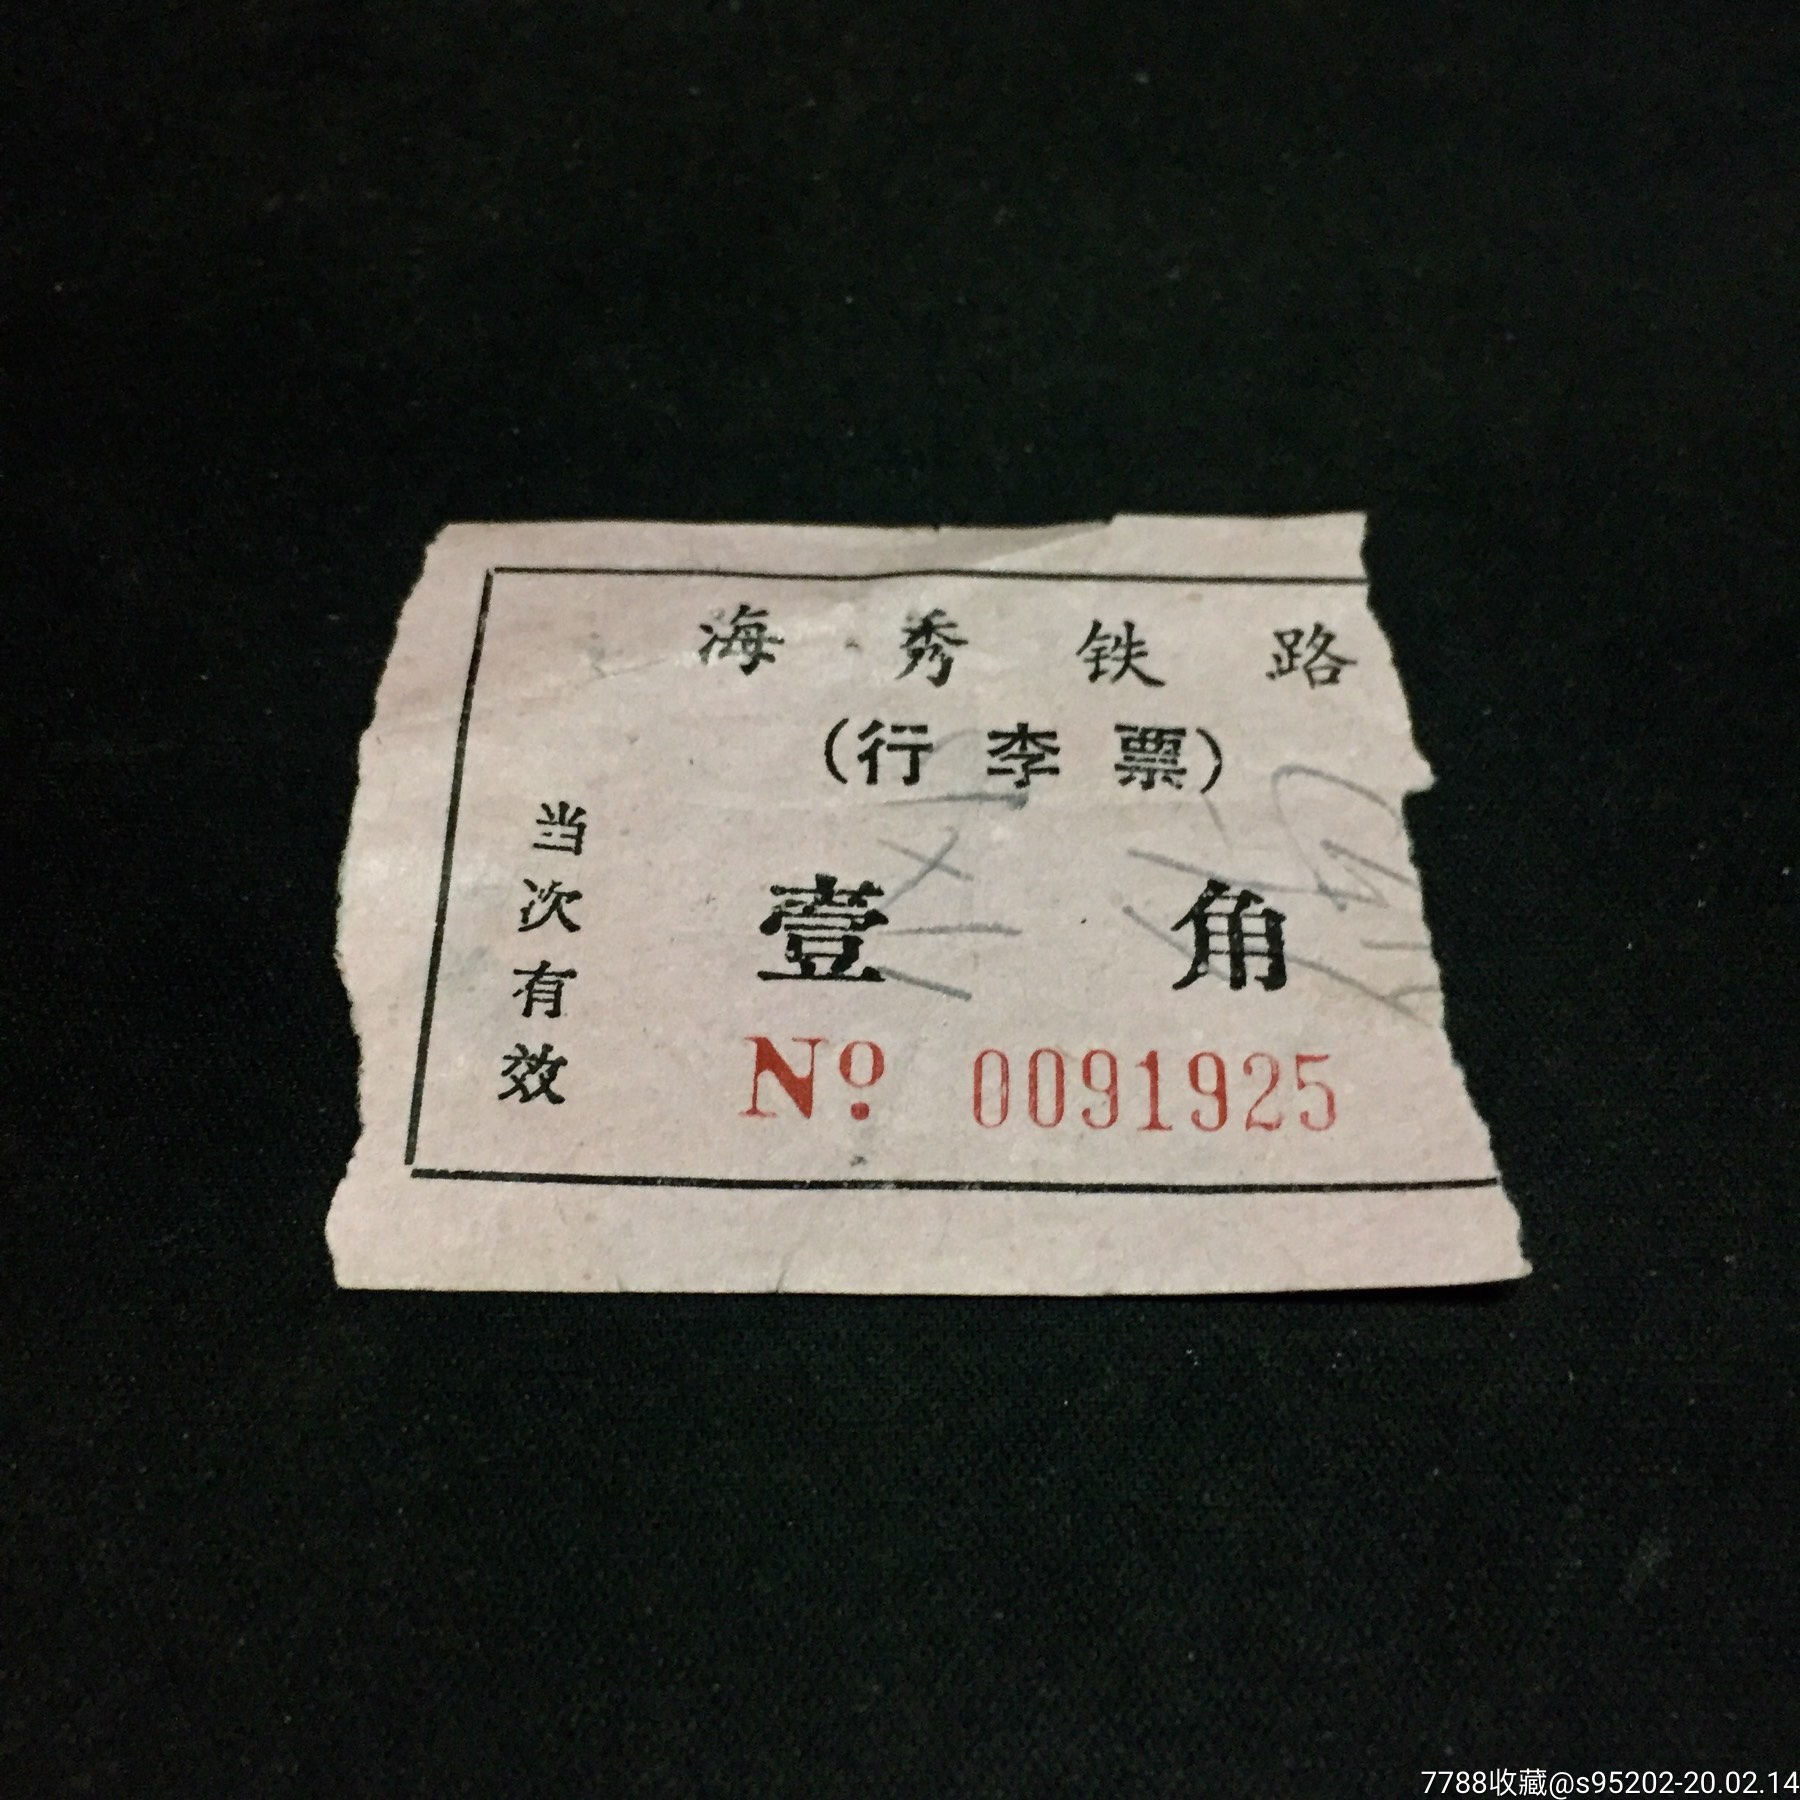 海秀铁路
(行李票)
当次有效
壹角
№ 0091925
7788收藏@s95202-20.02.14